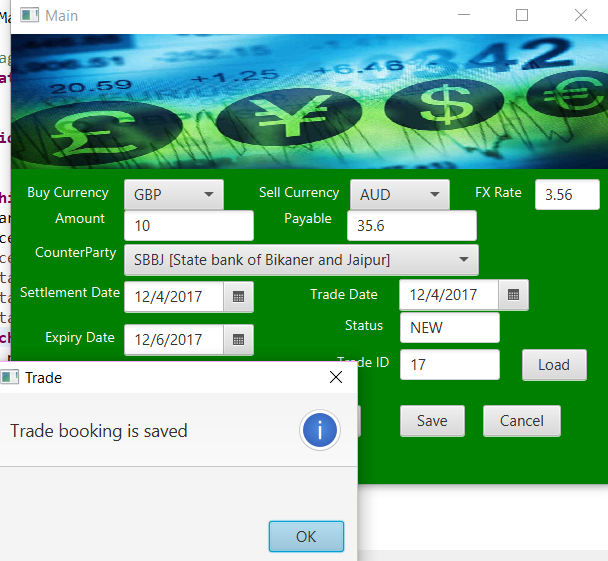 Main
342
20.59 +1.25 +6.46
Buy Currency GBP Sell Currency AUD FX Rate 3.56
Amount 10 Payable 35.6
CounterParty SBBJ [State bank of Bikaner and Jaipur]
Settlement Date 12/4/2017 Trade Date 12/4/2017
Status NEW
Expiry Date 12/6/2017
Trade ID 17 Load
Save Cancel
Trade
Trade booking is saved
OK